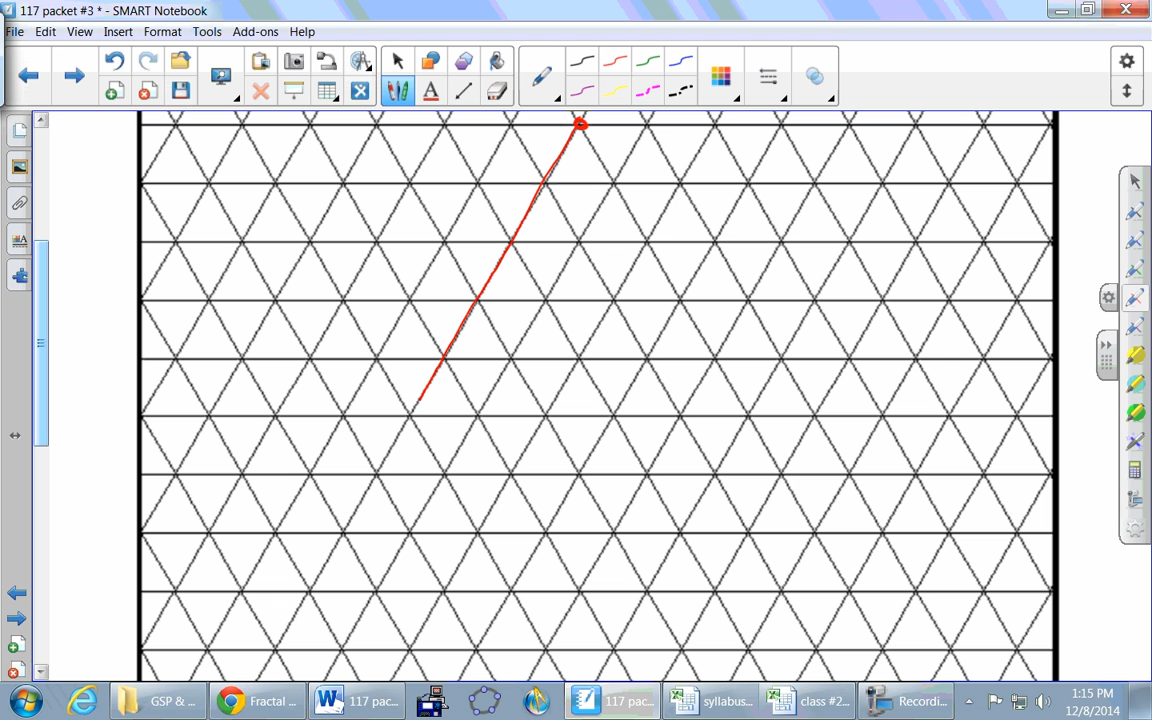 117 packet #3 * - SMART Notebook
File Edit View Insert Format Tools Add-ons Help
A
GSP & ...
Fractal ...
117 pac...
117 pac...
syllabus...
class #2...
Recordi...
1:15 PM
12/8/2014